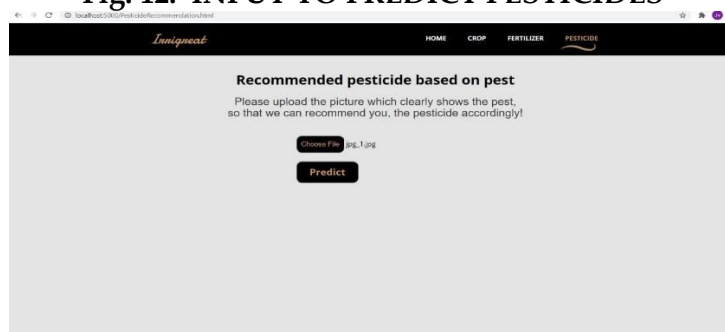 Fig. 12: INPUT TO PREDICT PESTICIDES
localhost:5000/PesticideRecommendation.html
HOME CROP FERTILIZER PESTICIDE
Recommended pesticide based on pest
Please upload the picture which clearly shows the pest,
so that we can recommend you, the pesticide accordingly!
Choose File jpg_1.jpg
Predict